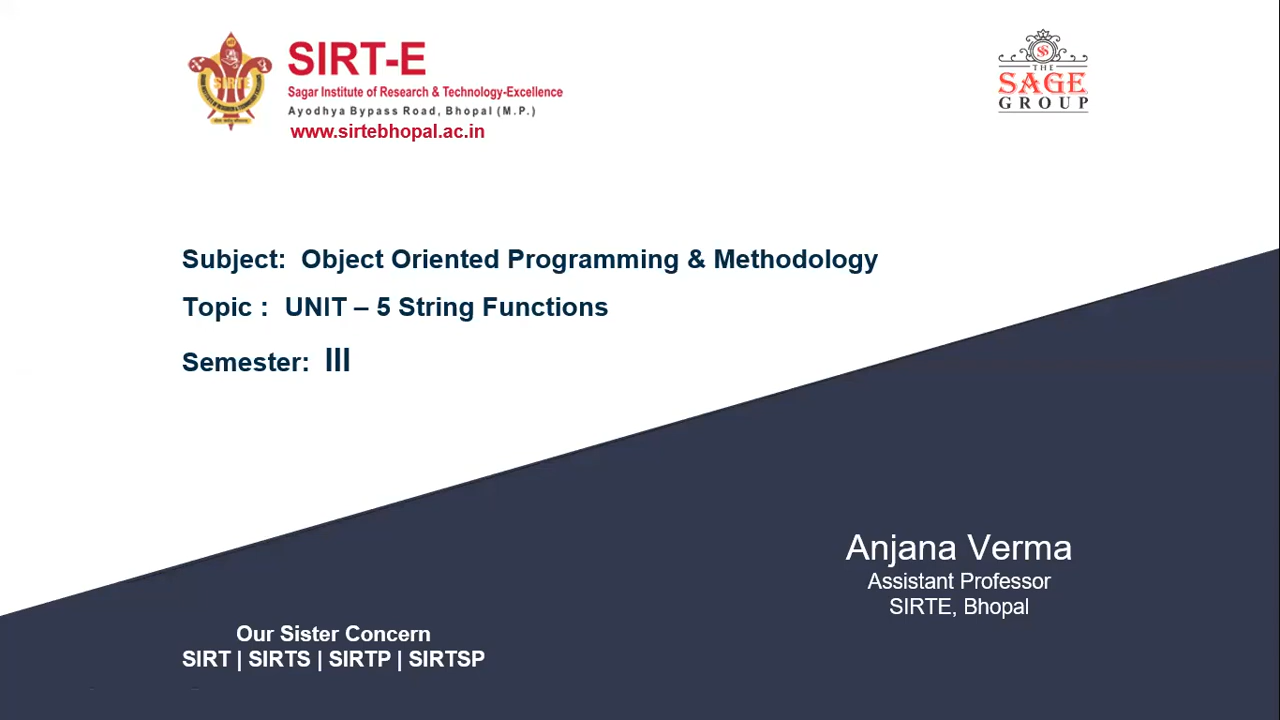 SIRTE
SIRT-E
Sagar Institute of Research & Technology-Excellence
Ayodhya Bypass Road, Bhopal (M.P.)
www.sirtebhopal.ac.in
THE
SAGE
GROUP
Subject: Object Oriented Programming & Methodology
Topic : UNIT – 5 String Functions
Semester: III
Anjana Verma
Assistant Professor
SIRTE, Bhopal
Our Sister Concern
SIRT | SIRTS | SIRTP | SIRTSP